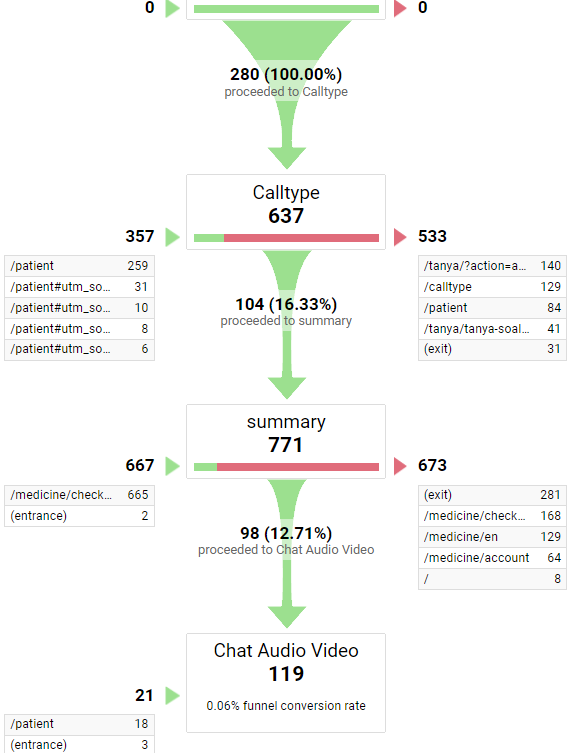 0 0
280 (100.00%)
proceeded to Calltype
Calltype
637
357 533
/patient 259
/patient#utm_so... 31
/patient#utm_so... 10
/patient#utm_so... 8
/patient#utm_so... 6
/tanya/?action=a... 140
/calltype 129
/patient 84
/tanya/tanya-soal... 41
(exit) 31
104 (16.33%)
proceeded to summary
summary
771
667 673
/medicine/check... 665
(entrance) 2
(exit) 281
/medicine/check... 168
/medicine/en 129
/medicine/account 64
/ 8
98 (12.71%)
proceeded to Chat Audio Video
Chat Audio Video
119
0.06% funnel conversion rate
21
/patient 18
(entrance) 3